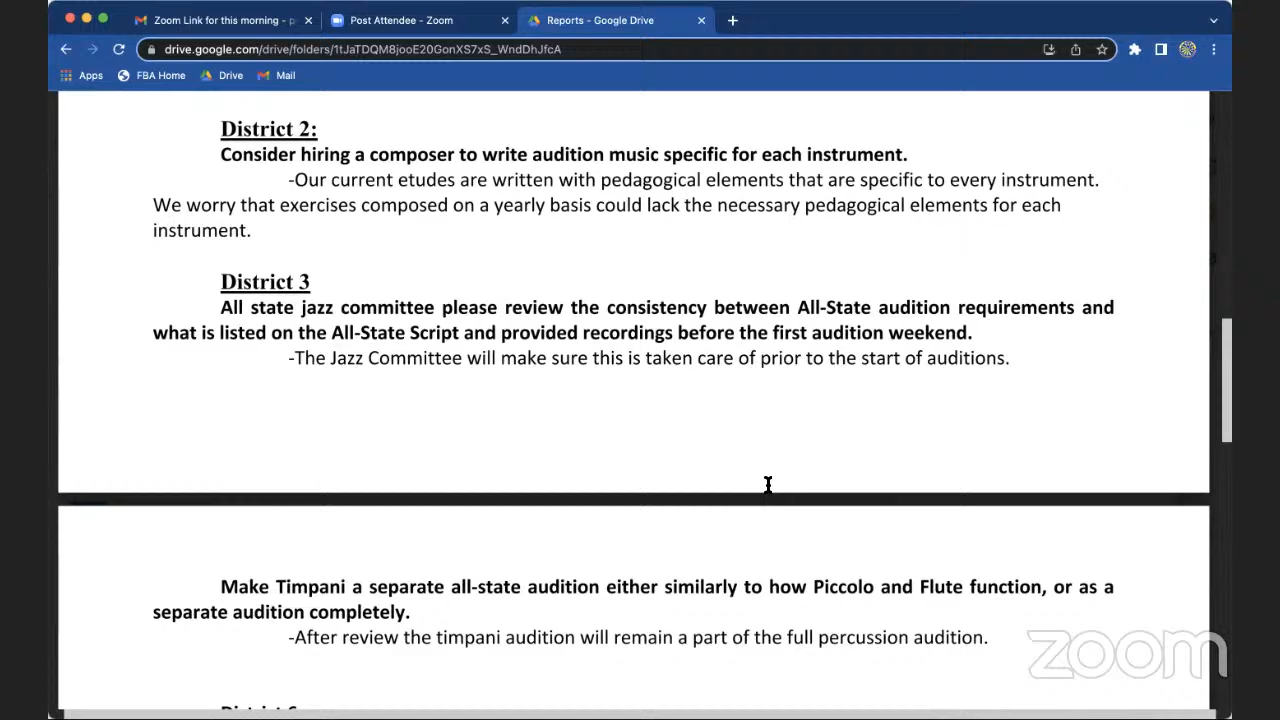 Zoom Link for this morning - p
Post Attendee - Zoom
Reports - Google Drive
drive.google.com/drive/folders/1tJaTDQM8jooE20GonXS7xS_WndDhJfcA
Apps
FBA Home
Drive
Mail
District 2:
Consider hiring a composer to write audition music specific for each instrument.
-Our current etudes are written with pedagogical elements that are specific to every instrument.
We worry that exercises composed on a yearly basis could lack the necessary pedagogical elements for each
instrument.
District 3
All state jazz committee please review the consistency between All-State audition requirements and
what is listed on the All-State Script and provided recordings before the first audition weekend.
-The Jazz Committee will make sure this is taken care of prior to the start of auditions.
Make Timpani a separate all-state audition either similarly to how Piccolo and Flute function, or as a
separate audition completely.
-After review the timpani audition will remain a part of the full percussion audition.
zoom